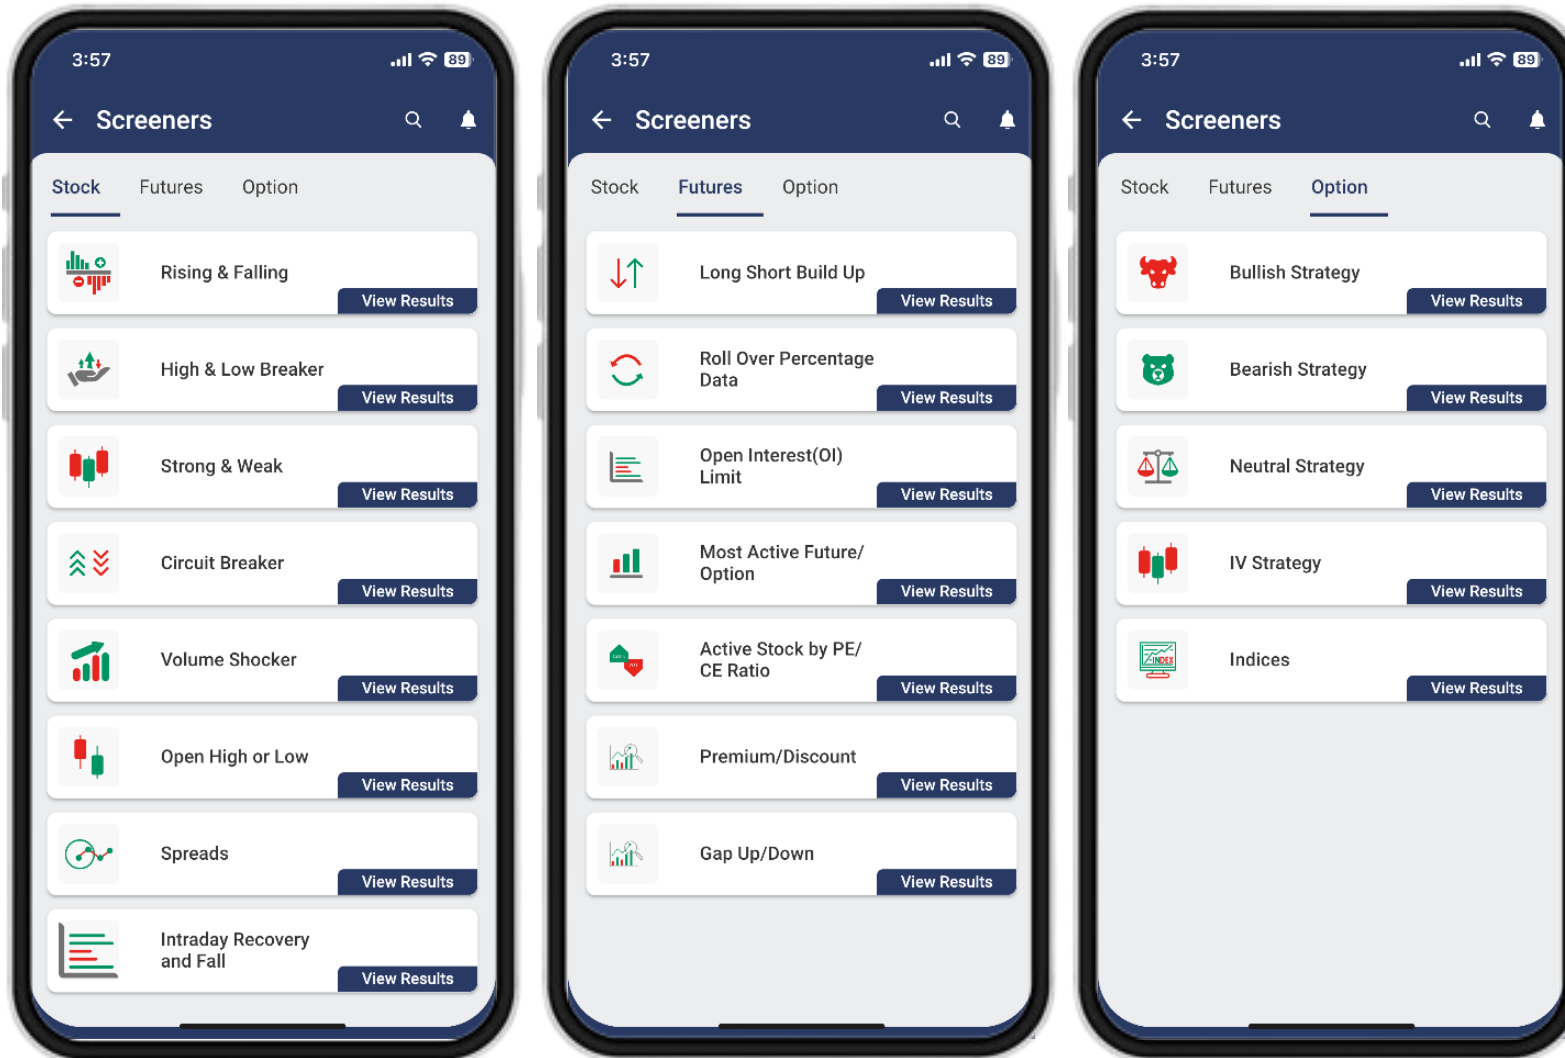 3:57
89
Screeners
Stock Futures Option
Rising & Falling
View Results
High & Low Breaker
View Results
Strong & Weak
View Results
Circuit Breaker
View Results
Volume Shocker
View Results
Open High or Low
View Results
Spreads
View Results
Intraday Recovery
and Fall
View Results
3:57
89
Screeners
Stock Futures Option
Long Short Build Up
View Results
Roll Over Percentage
Data
View Results
Open Interest(OI)
Limit
View Results
Most Active Future/
Option
View Results
Active Stock by PE/
CE Ratio
View Results
Premium/Discount
View Results
Gap Up/Down
View Results
3:57
89
Screeners
Stock Futures Option
Bullish Strategy
View Results
Bearish Strategy
View Results
Neutral Strategy
View Results
IV Strategy
View Results
INDEX
Indices
View Results